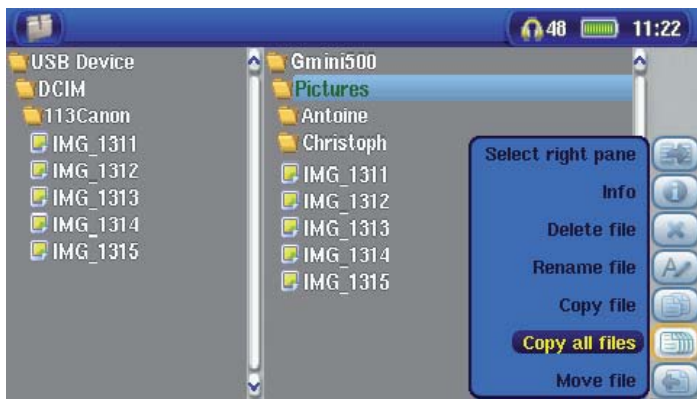 48 11:22
USB Device
DCIM
113Canon
IMG_1311
IMG_1312
IMG_1313
IMG_1314
IMG_1315
Gmini500
Pictures
Antoine
Christoph
IMG_1311
IMG_1312
IMG_1313
IMG_1314
IMG_1315
Select right pane
Info
Delete file
Rename file
Copy file
Copy all files
Move file